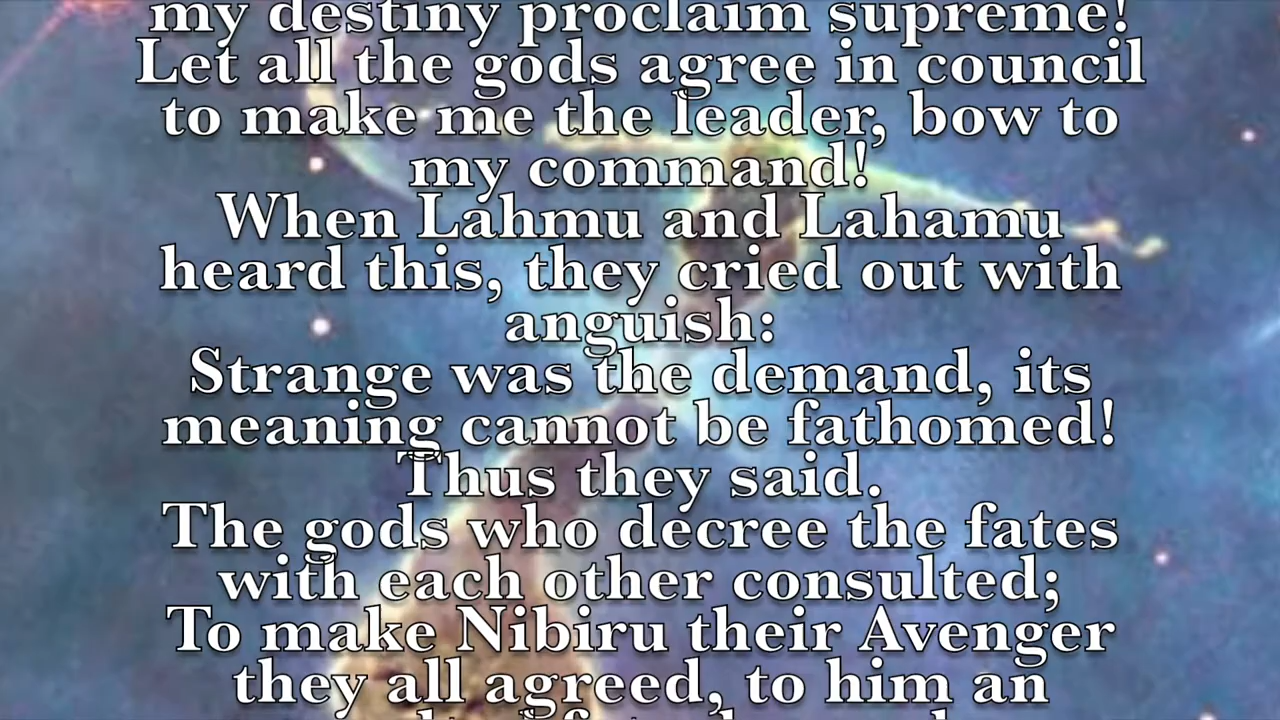 my destiny proclaim supreme!
Let all the gods agree in council
to make me the leader, bow to
my command!
When Lahmu and Lahamu
heard this, they cried out with
anguish:
Strange was the demand, its
meaning cannot be fathomed!
Thus they said.
The gods who decree the fates
with each other consulted;
To make Nibiru their Avenger
they all agreed, to him an